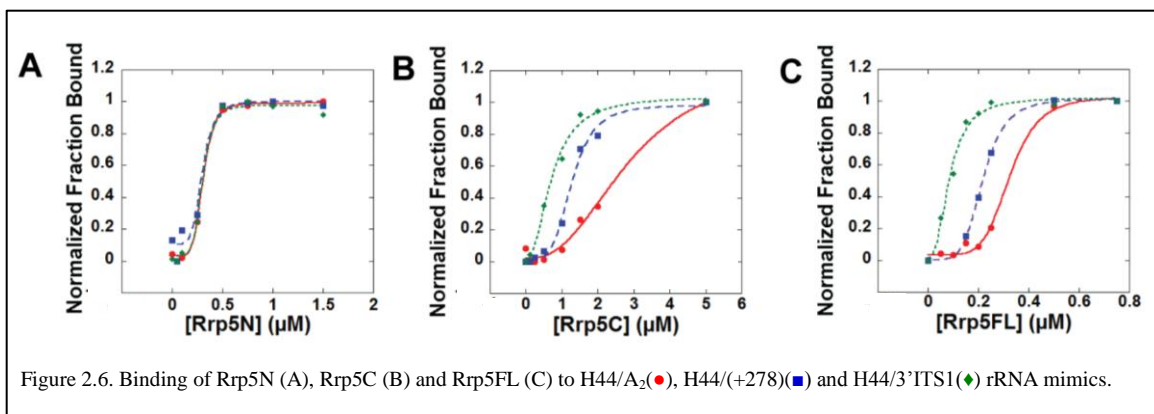 A
B
C
Normalized Fraction Bound
1.2
1
0.8
0.6
0.4
0.2
0
0 0.5 1 1.5 2
[Rrp5N] (µM)
Normalized Fraction Bound
1.2
1
0.8
0.6
0.4
0.2
0
0 1 2 3 4 5 6
[Rrp5C] (µM)
Normalized Fraction Bound
1.2
1
0.8
0.6
0.4
0.2
0
0 0.2 0.4 0.6 0.8
[Rrp5FL] (µM)
Figure 2.6. Binding of Rrp5N (A), Rrp5C (B) and Rrp5FL (C) to H44/A₂(●), H44/(+278)(■) and H44/3’ITS1(♦) rRNA mimics.